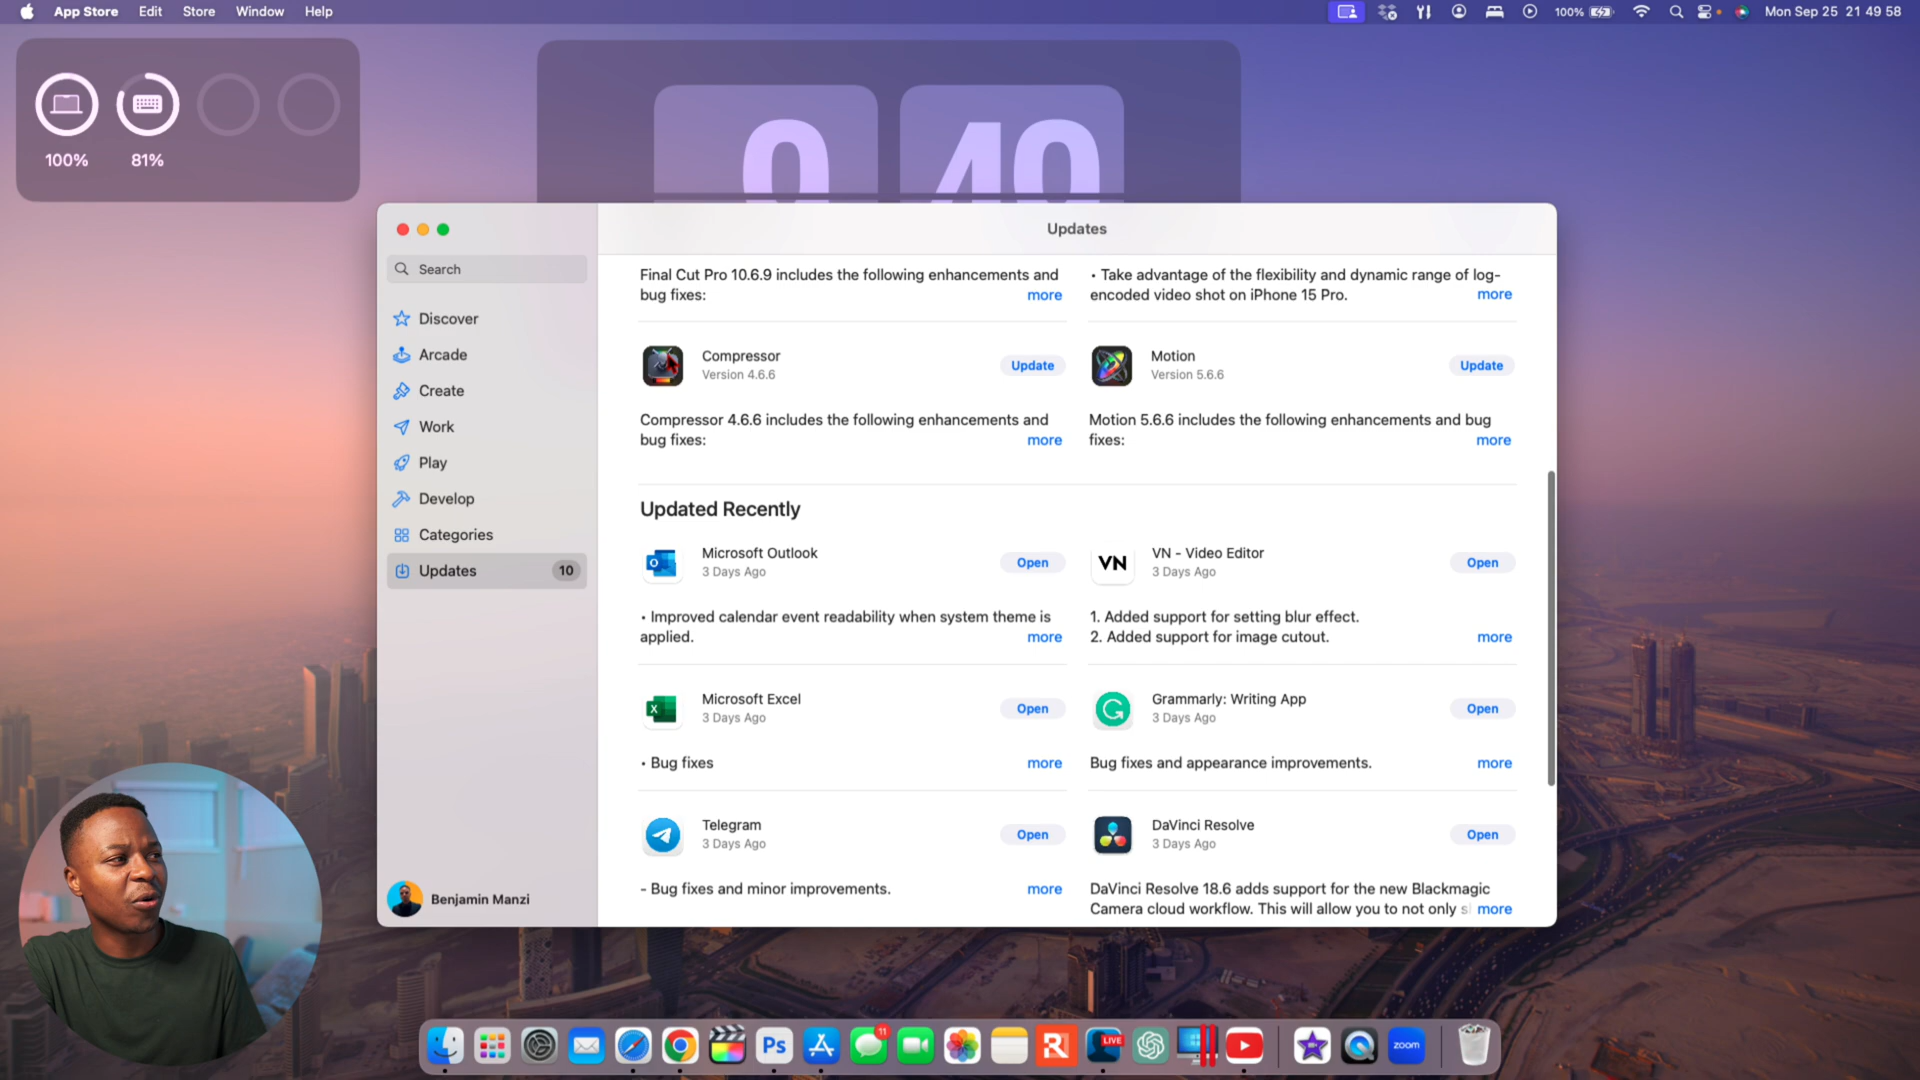 App Store Edit Store Window Help
100%
Mon Sep 25 21 49 58
100%
81%
Updates
Search
Discover
Arcade
Create
Work
Play
Develop
Categories
Updates 10
Benjamin Manzi
Final Cut Pro 10.6.9 includes the following enhancements and
bug fixes: more
• Take advantage of the flexibility and dynamic range of log-
encoded video shot on iPhone 15 Pro. more
Compressor
Version 4.6.6
Update
Compressor 4.6.6 includes the following enhancements and
bug fixes: more
Motion
Version 5.6.6
Update
Motion 5.6.6 includes the following enhancements and bug
fixes: more
Updated Recently
Microsoft Outlook
3 Days Ago
Open
• Improved calendar event readability when system theme is
applied. more
VN
VN - Video Editor
3 Days Ago
Open
1. Added support for setting blur effect.
2. Added support for image cutout. more
Microsoft Excel
3 Days Ago
Open
• Bug fixes more
Grammarly: Writing App
3 Days Ago
Open
Bug fixes and appearance improvements. more
Telegram
3 Days Ago
Open
- Bug fixes and minor improvements. more
DaVinci Resolve
3 Days Ago
Open
DaVinci Resolve 18.6 adds support for the new Blackmagic
Camera cloud workflow. This will allow you to not only more
Ps
11
R
LIVE
zoom